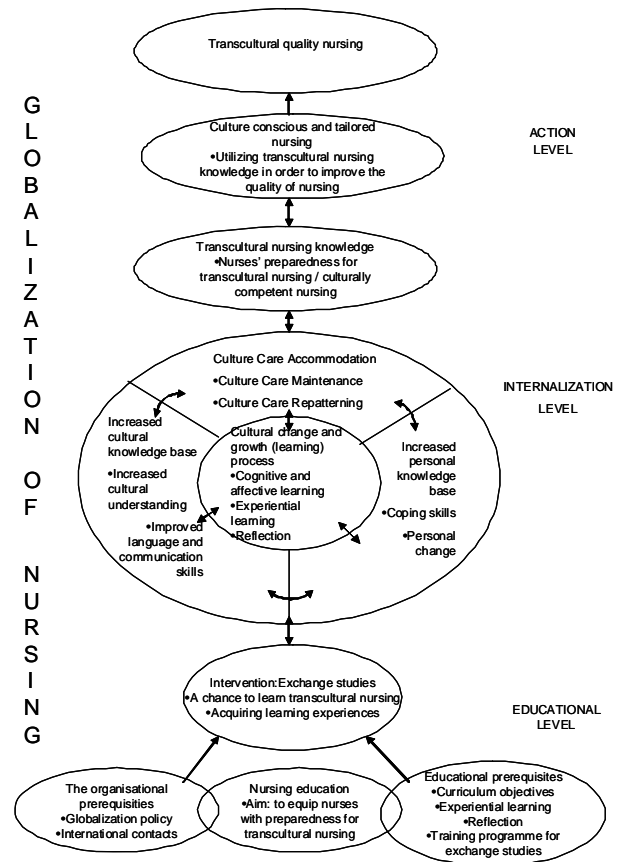 GLOBALIZATION OF NURSING
Transcultural quality nursing
Culture conscious and tailored
nursing
•Utilizing transcultural nursing
knowledge in order to improve the
quality of nursing
ACTION
LEVEL
Transcultural nursing knowledge
•Nurses' preparedness for
transcultural nursing / culturally
competent nursing
Culture Care Accommodation
•Culture Care Maintenance
•Culture Care Repatterning
INTERNALIZATION
LEVEL
Increased
cultural
knowledge base
•Increased
cultural
understanding
•Improved
language and
communication
skills
Cultural change and
growth (learning)
process
•Cognitive and
affective learning
•Experiential
learning
•Reflection
Increased
personal
knowledge
base
•Coping skills
•Personal
change
Intervention:Exchange studies
•A chance to learn transcultural nursing
•Acquiring learning experiences
EDUCATIONAL
LEVEL
The organisational
prerequisities
•Globalization policy
•International contacts
Nursing education
•Aim: to equip nurses
with preparedness for
transcultural nursing
Educational prerequisites
•Curriculum objectives
•Experiential learning
•Reflection
•Training programme for
exchange studies